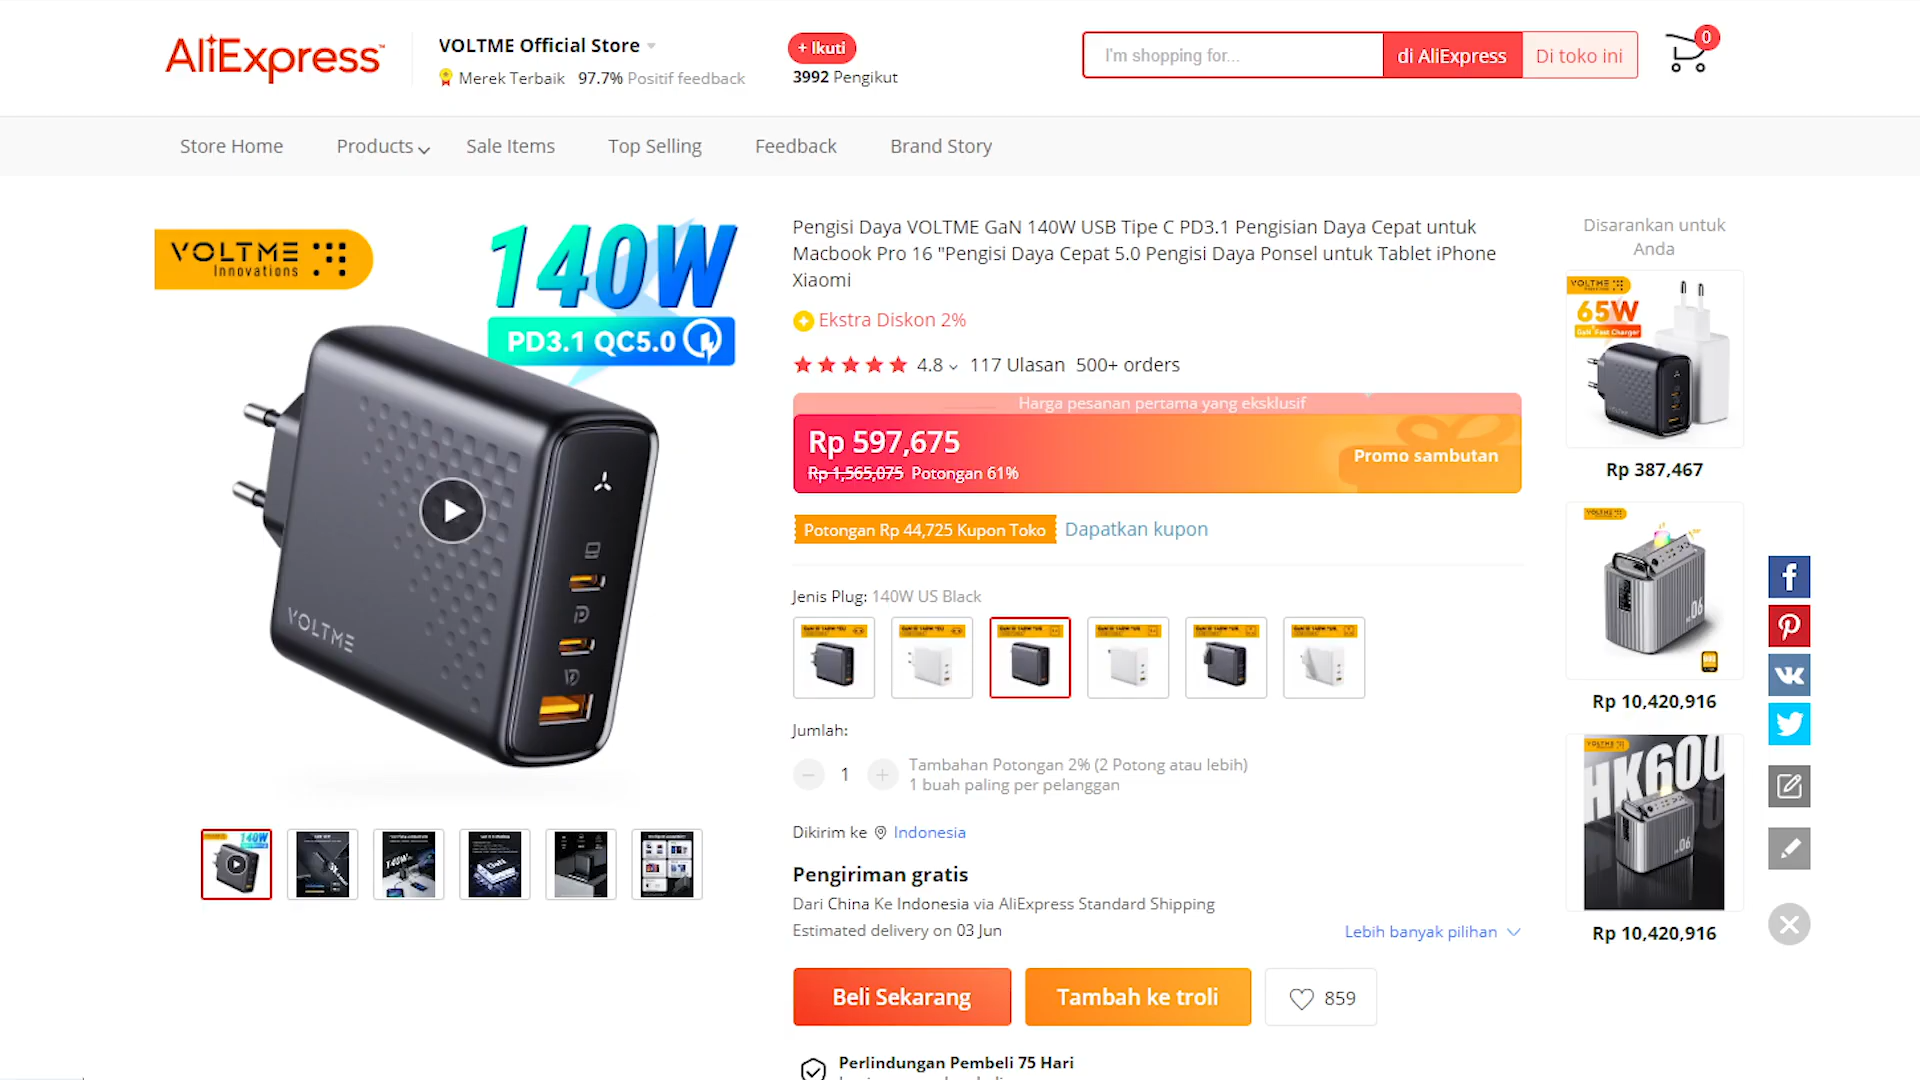 AliExpress
VOLTME Official Store
Merek Terbaik 97.7% Positif feedback
+ Ikuti
3992 Pengikut
I'm shopping for...
di AliExpress
Di toko ini
0
Store Home
Products
Sale Items
Top Selling
Feedback
Brand Story
VOLTME
Innovations
140W
PD3.1 QC5.0
VOLTME
Pengisi Daya VOLTME GaN 140W USB Tipe C PD3.1 Pengisian Daya Cepat untuk
Macbook Pro 16 "Pengisi Daya Cepat 5.0 Pengisi Daya Ponsel untuk Tablet iPhone
Xiaomi
Ekstra Diskon 2%
4.8 117 Ulasan 500+ orders
Harga pesanan pertama yang eksklusif
Rp 597,675
Rp 1,565,075 Potongan 61%
Promo sambutan
Potongan Rp 44,725 Kupon Toko
Dapatkan kupon
Jenis Plug: 140W US Black
Jumlah:
1
Tambahan Potongan 2% (2 Potong atau lebih)
1 buah paling per pelanggan
Dikirim ke Indonesia
Pengiriman gratis
Dari China Ke Indonesia via AliExpress Standard Shipping
Estimated delivery on 03 Jun
Lebih banyak pilihan
Beli Sekarang
Tambah ke troli
859
Perlindungan Pembeli 75 Hari
Disarankan untuk
Anda
VOLTME
65W
GaN Fast Charger
Rp 387,467
VOLTME
06
Rp 10,420,916
VOLTME
HK600
06
Rp 10,420,916